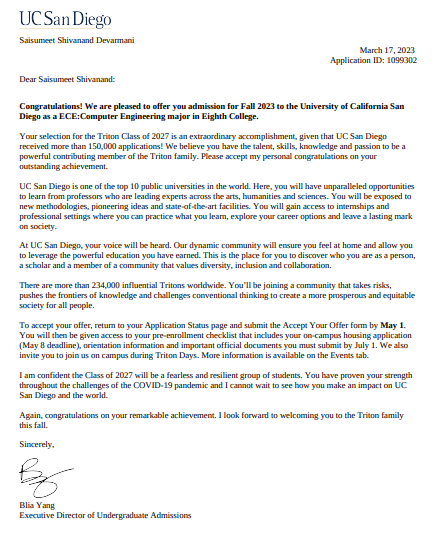 UC San Diego
Saisumeet Shivanand Devarmani
March 17, 2023
Application ID: 1099302
Dear Saisumeet Shivanand:
Congratulations! We are pleased to offer you admission for Fall 2023 to the University of California San
Diego as a ECE:Computer Engineering major in Eighth College.
Your selection for the Triton Class of 2027 is an extraordinary accomplishment, given that UC San Diego
received more than 150,000 applications! We believe you have the talent, skills, knowledge and passion to be a
powerful contributing member of the Triton family. Please accept my personal congratulations on your
outstanding achievement.
UC San Diego is one of the top 10 public universities in the world. Here, you will have unparalleled opportunities
to learn from professors who are leading experts across the arts, humanities and sciences. You will be exposed to
new methodologies, pioneering ideas and state-of-the-art facilities. You will gain access to internships and
professional settings where you can practice what you learn, explore your career options and leave a lasting mark
on society.
At UC San Diego, your voice will be heard. Our dynamic community will ensure you feel at home and allow you
to leverage the powerful education you have earned. This is the place for you to discover who you are as a person,
a scholar and a member of a community that values diversity, inclusion and collaboration.
There are more than 234,000 influential Tritons worldwide. You'll be joining a community that takes risks,
pushes the frontiers of knowledge and challenges conventional thinking to create a more prosperous and equitable
society for all people.
To accept your offer, return to your Application Status page and submit the Accept Your Offer form by May 1.
You will then be given access to your pre-enrollment checklist that includes your on-campus housing application
(May 8 deadline), orientation information and important official documents you must submit by July 1. We also
invite you to join us on campus during Triton Days. More information is available on the Events tab.
I am confident the Class of 2027 will be a fearless and resilient group of students. You have proven your strength
throughout the challenges of the COVID-19 pandemic and I cannot wait to see how you make an impact on UC
San Diego and the world.
Again, congratulations on your remarkable achievement. I look forward to welcoming you to the Triton family
this fall.
Sincerely,
Blia Yang
Executive Director of Undergraduate Admissions